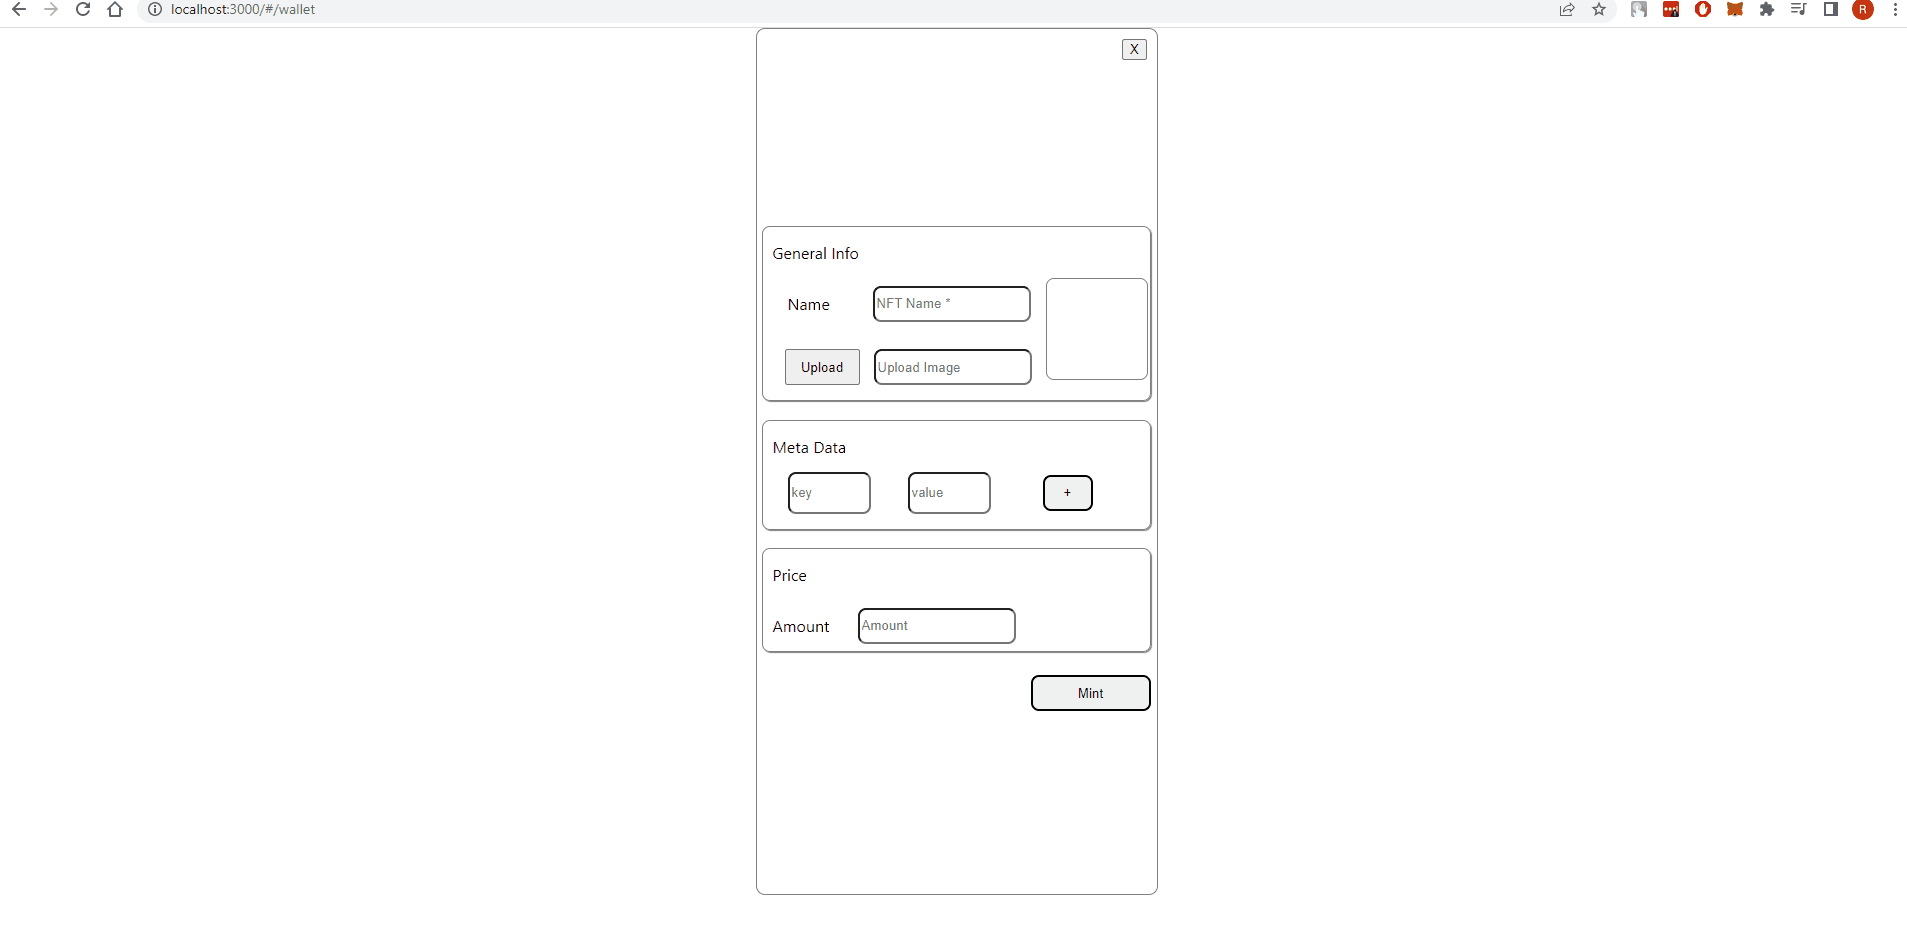 localhost:3000/#/wallet
R
X
General Info
Name
NFT Name *
Upload
Upload Image
Meta Data
key
value
+
Price
Amount
Amount
Mint